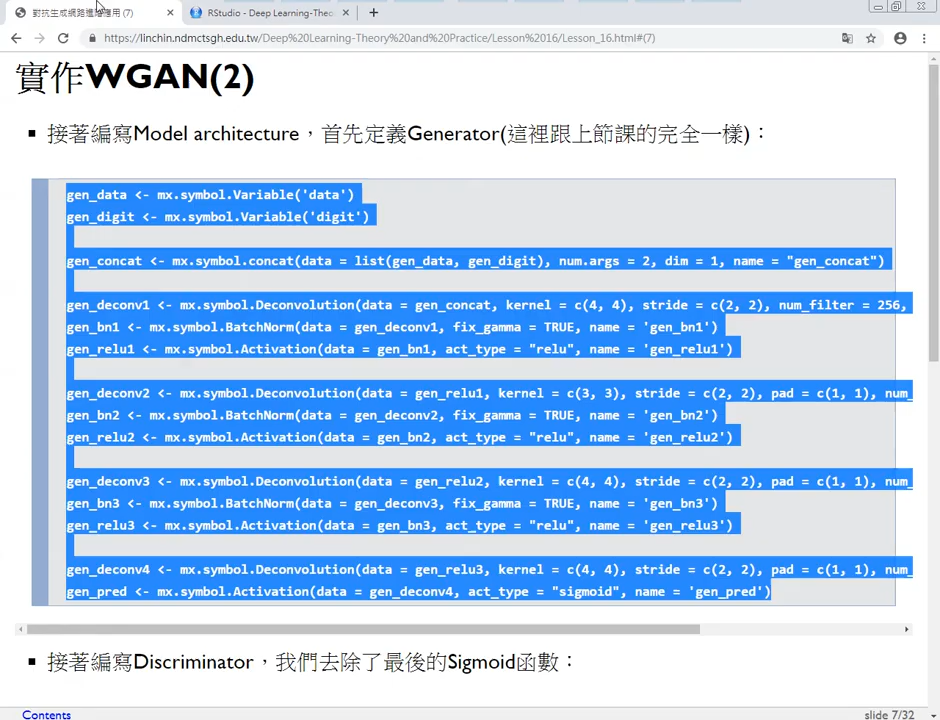 對抗生成網路進階應用 (7)
RStudio - Deep Learning-Theo
https://linchin.ndmctsgh.edu.tw/Deep%20Learning-Theory%20and%20Practice/Lesson%2016/Lesson_16.html#(7)
實作WGAN(2)
接著編寫Model architecture，首先定義Generator(這裡跟上節課的完全一樣)：
gen_data <- mx.symbol.Variable('data')
gen_digit <- mx.symbol.Variable('digit')
gen_concat <- mx.symbol.concat(data = list(gen_data, gen_digit), num.args = 2, dim = 1, name = "gen_concat")
gen_deconv1 <- mx.symbol.Deconvolution(data = gen_concat, kernel = c(4, 4), stride = c(2, 2), num_filter = 256,
gen_bn1 <- mx.symbol.BatchNorm(data = gen_deconv1, fix_gamma = TRUE, name = 'gen_bn1')
gen_relu1 <- mx.symbol.Activation(data = gen_bn1, act_type = "relu", name = 'gen_relu1')
gen_deconv2 <- mx.symbol.Deconvolution(data = gen_relu1, kernel = c(3, 3), stride = c(2, 2), pad = c(1, 1), num_
gen_bn2 <- mx.symbol.BatchNorm(data = gen_deconv2, fix_gamma = TRUE, name = 'gen_bn2')
gen_relu2 <- mx.symbol.Activation(data = gen_bn2, act_type = "relu", name = 'gen_relu2')
gen_deconv3 <- mx.symbol.Deconvolution(data = gen_relu2, kernel = c(4, 4), stride = c(2, 2), pad = c(1, 1), num_
gen_bn3 <- mx.symbol.BatchNorm(data = gen_deconv3, fix_gamma = TRUE, name = 'gen_bn3')
gen_relu3 <- mx.symbol.Activation(data = gen_bn3, act_type = "relu", name = 'gen_relu3')
gen_deconv4 <- mx.symbol.Deconvolution(data = gen_relu3, kernel = c(4, 4), stride = c(2, 2), pad = c(1, 1), num_
gen_pred <- mx.symbol.Activation(data = gen_deconv4, act_type = "sigmoid", name = 'gen_pred')
接著編寫Discriminator，我們去除了最後的Sigmoid函數：
Contents
slide 7/32